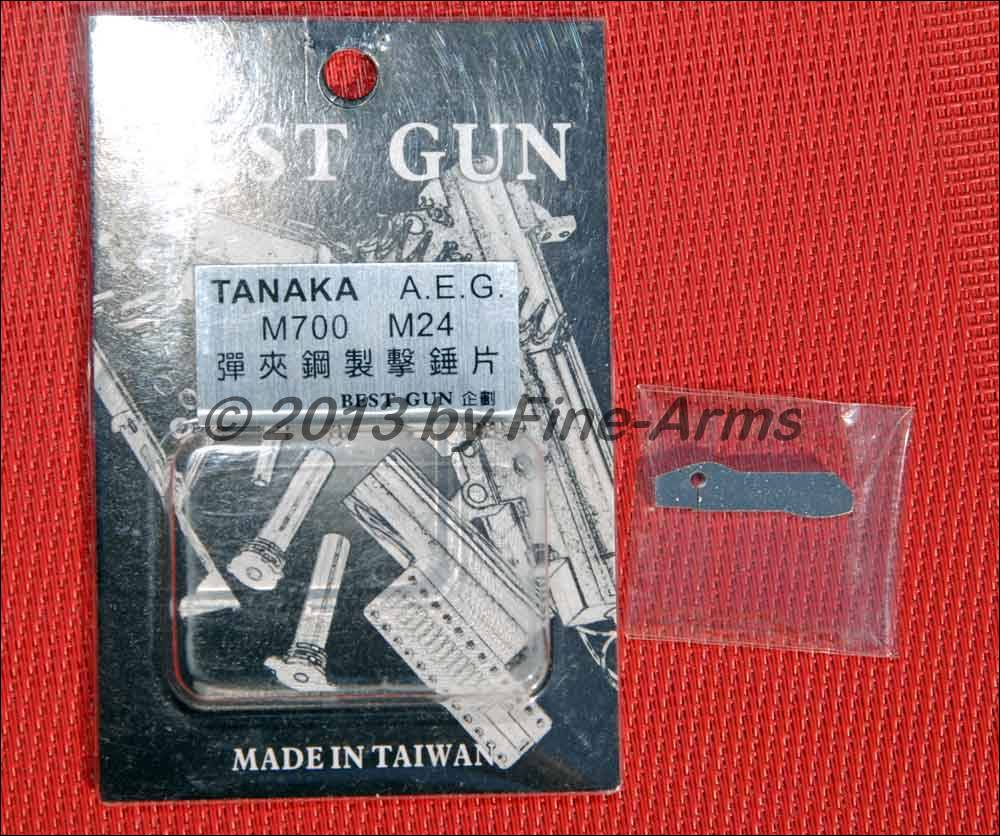 BEST GUN
TANAKA A.E.G.
M700 M24
彈夾鋼製擊錘片
BEST GUN 企劃
© 2013 by Fine-Arms
MADE IN TAIWAN